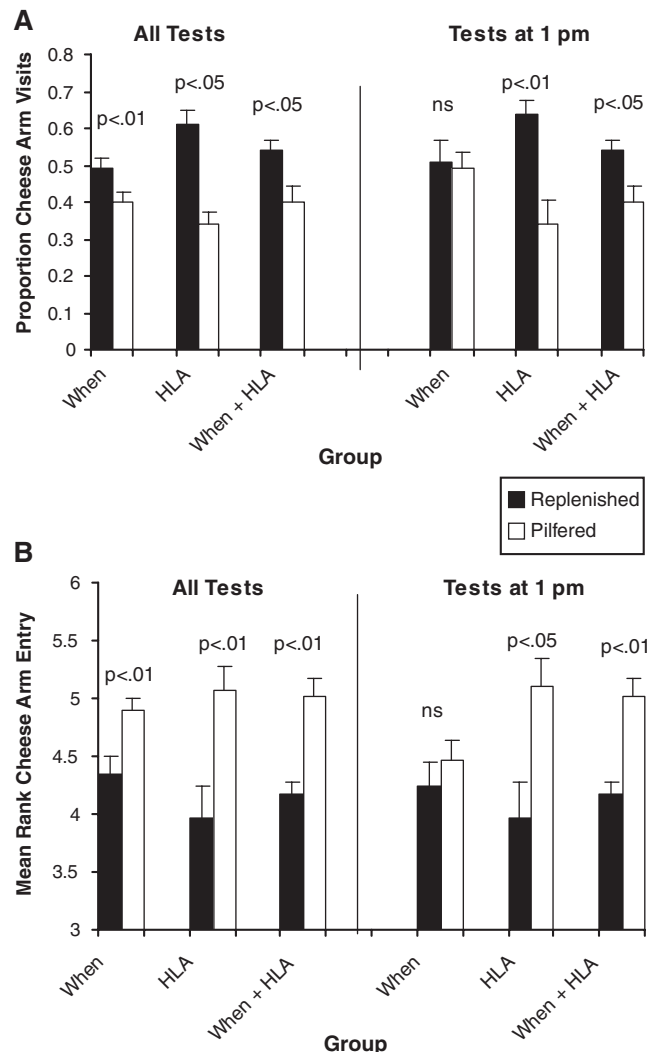 A
All Tests
Tests at 1 pm
Proportion Cheese Arm Visits
0.8
0.7
0.6
0.5
0.4
0.3
0.2
0.1
0
p<.01
p<.05
p<.05
ns
p<.01
p<.05
When
HLA
When + HLA
When
HLA
When + HLA
Group
Replenished
Pilfered
B
All Tests
Tests at 1 pm
Mean Rank Cheese Arm Entry
6
5.5
5
4.5
4
3.5
3
p<.01
p<.01
p<.01
ns
p<.05
p<.01
When
HLA
When + HLA
When
HLA
When + HLA
Group